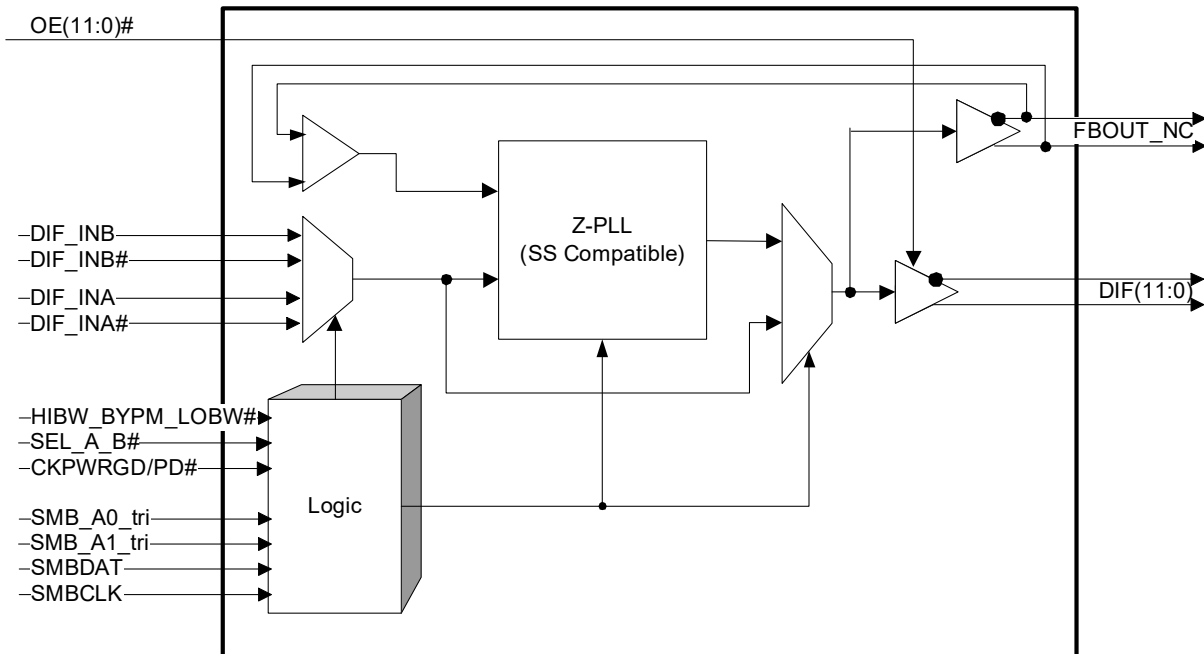 OE(11:0)#
FBOUT_NC
DIF_INB
DIF_INB#
DIF_INA
DIF_INA#
Z-PLL
(SS Compatible)
DIF(11:0)
HIBW_BYPM_LOBW#
SEL_A_B#
CKPWRGD/PD#
SMB_A0_tri
SMB_A1_tri
SMBDAT
SMBCLK
Logic